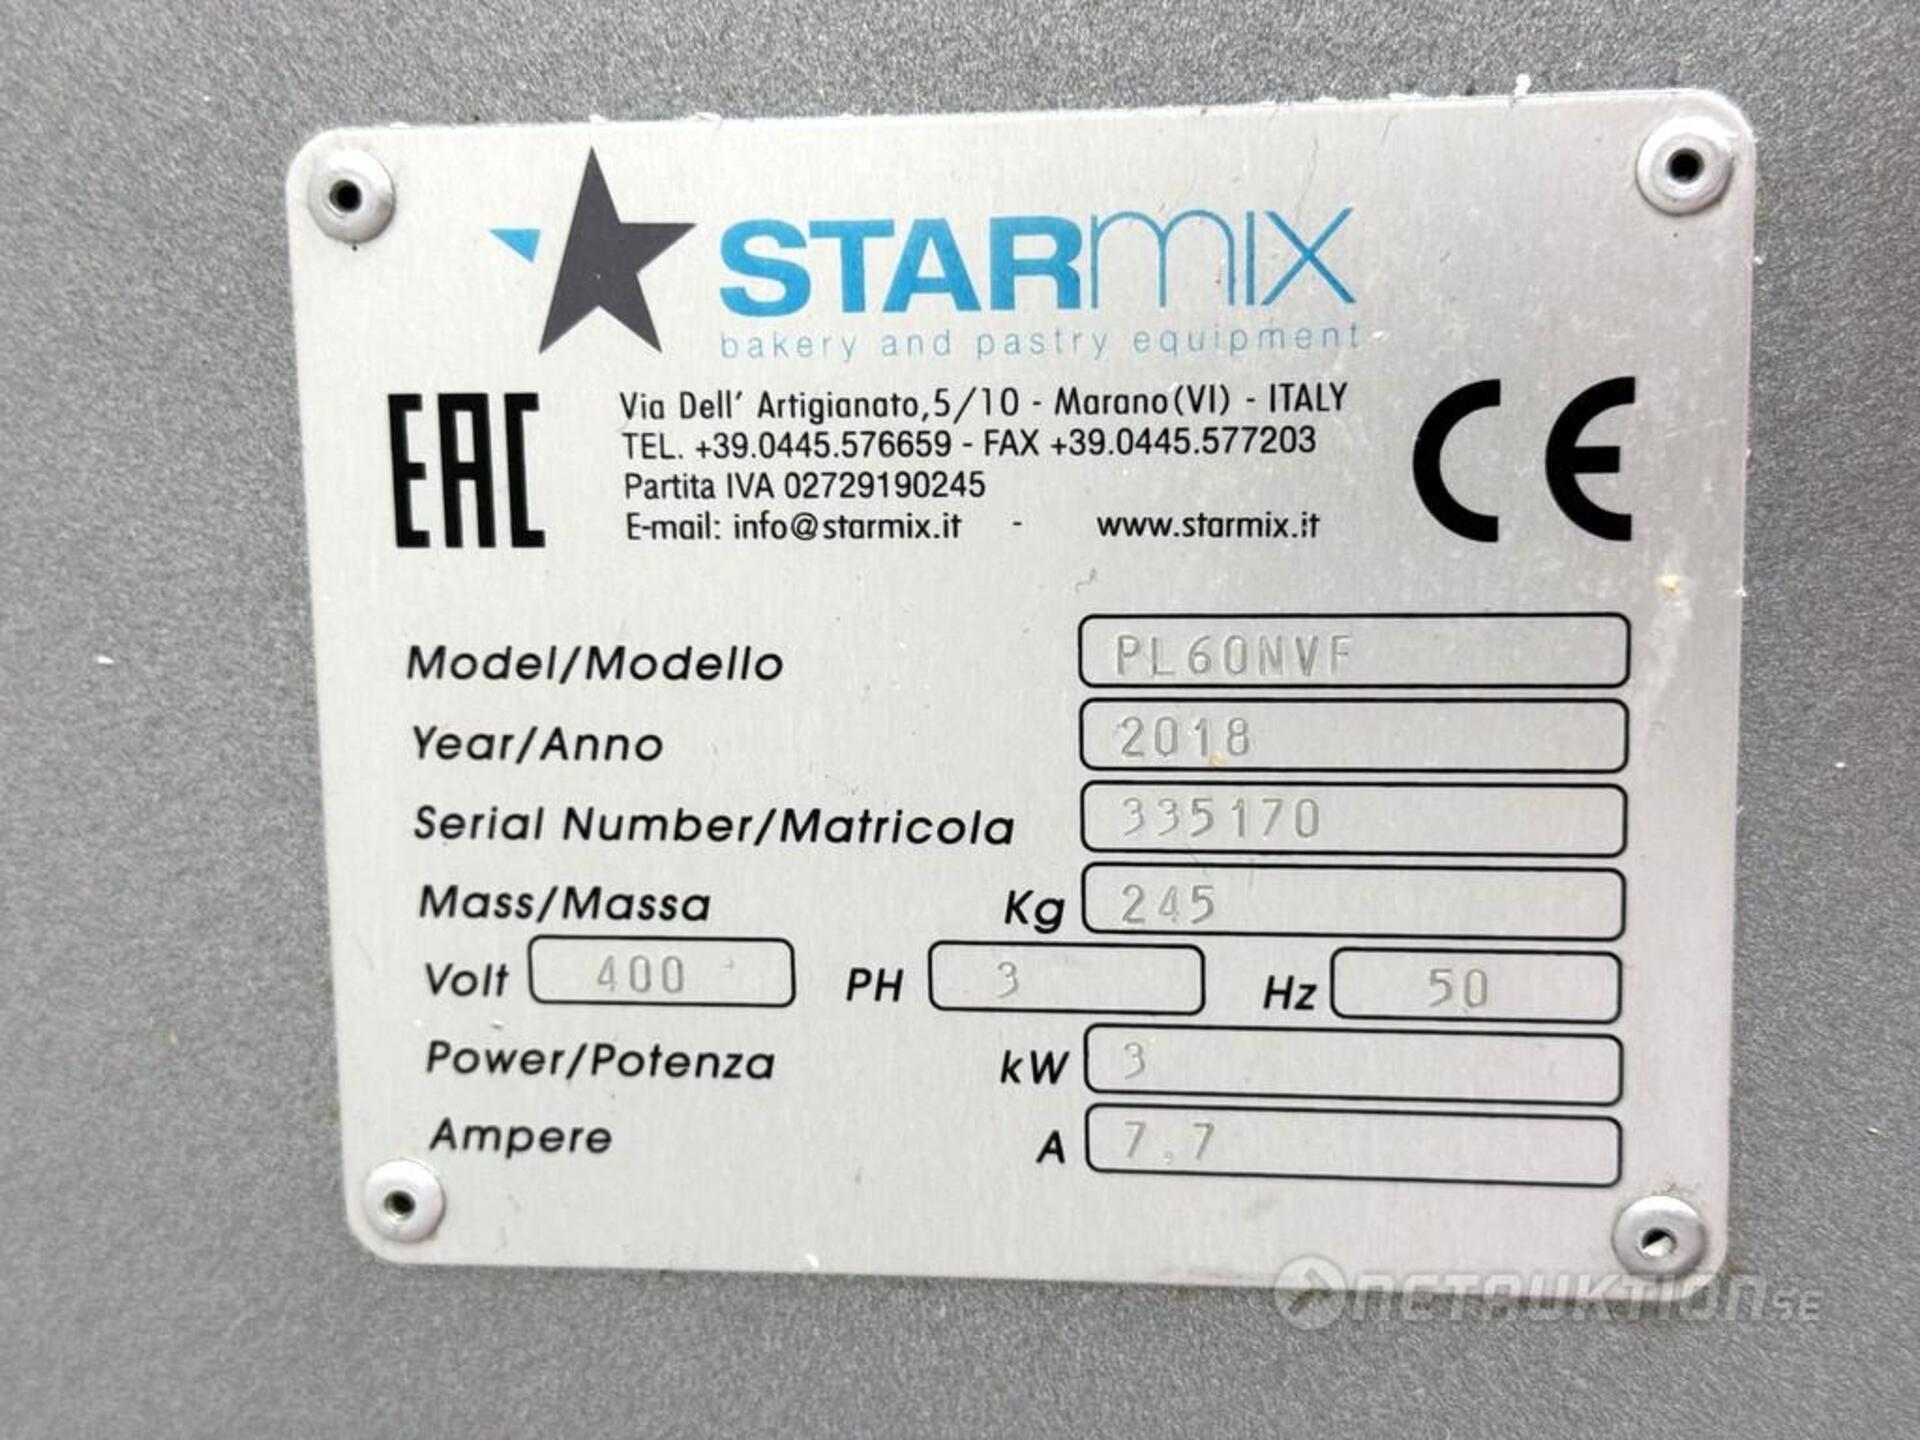 STARMIX
bakery and pastry equipment
EAC
Via Dell' Artigianato,5/10 - Marano(VI) - ITALY
TEL. +39.0445.576659 - FAX +39.0445.577203
Partita IVA 02729190245
E-mail: info@starmix.it - www.starmix.it
CE
Model/Modello PL60NVF
Year/Anno 2018
Serial Number/Matricola 335170
Mass/Massa Kg 245
Volt 400 PH 3 Hz 50
Power/Potenza kW 3
Ampere A 7,7
NETAUKTION.SE